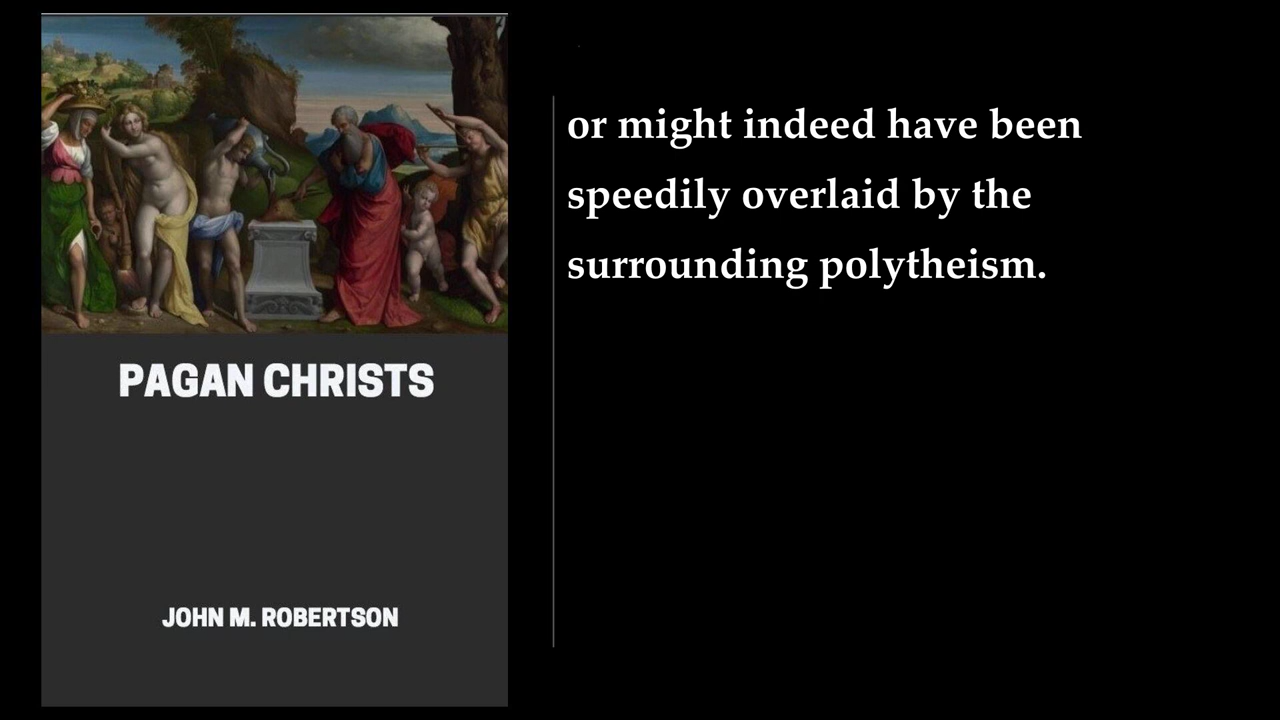 PAGAN CHRISTS
JOHN M. ROBERTSON
or might indeed have been
speedily overlaid by the
surrounding polytheism.